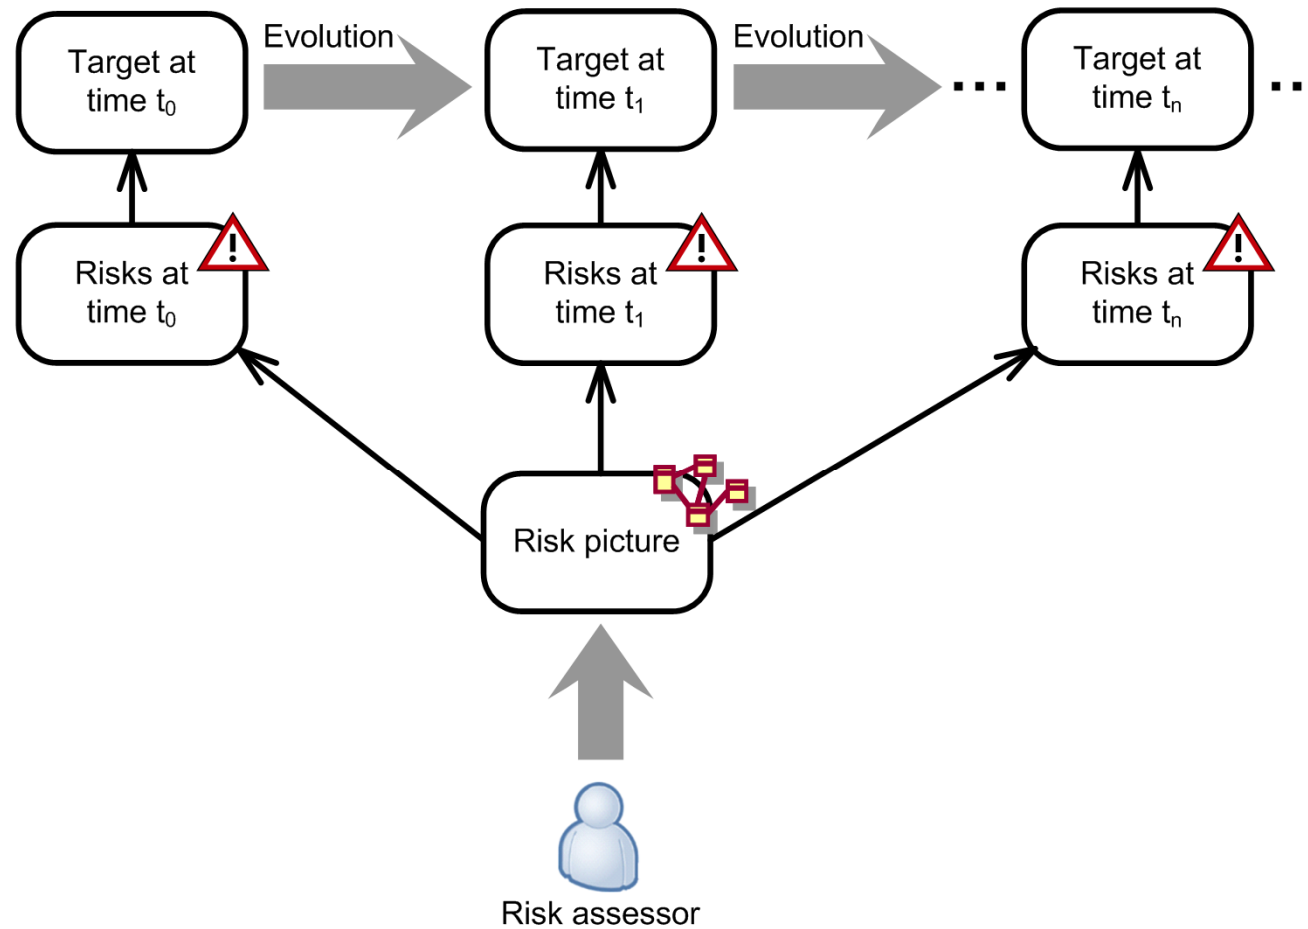 Evolution
Evolution
Target at
time t₀
Target at
time t₁
...
Target at
time tₙ
..
Risks at
time t₀
Risks at
time t₁
Risks at
time tₙ
Risk picture
Risk assessor